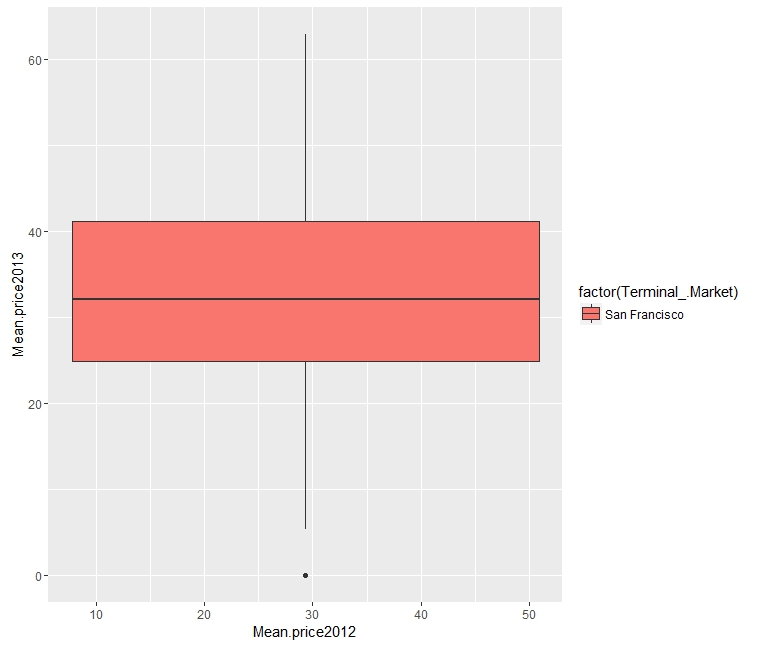 60
40
20
0
Mean.price2013
10 20 30 40 50
Mean.price2012
factor(Terminal_.Market)
San Francisco